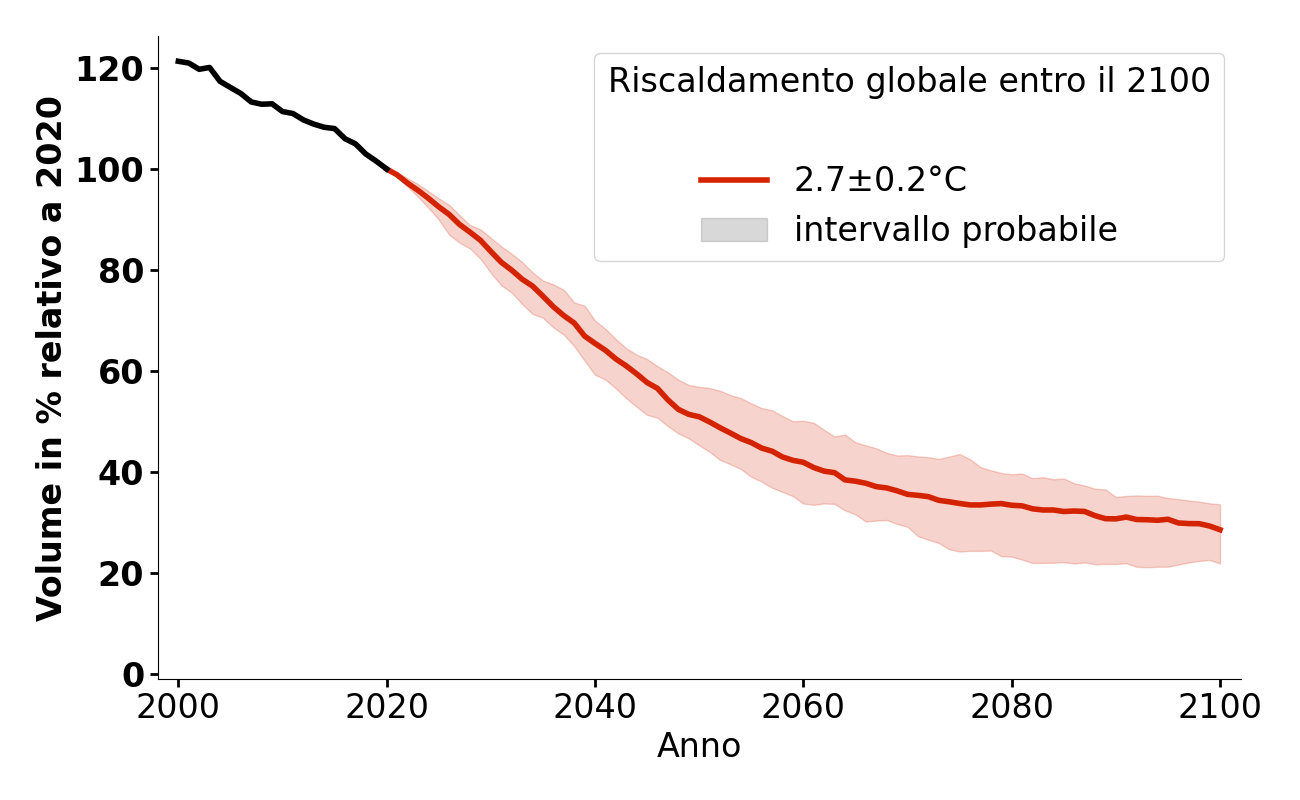 Volume in % relativo a 2020
120
100
80
60
40
20
0
Riscaldamento globale entro il 2100
2.7±0.2°C
intervallo probabile
2000 2020 2040 2060 2080 2100
Anno